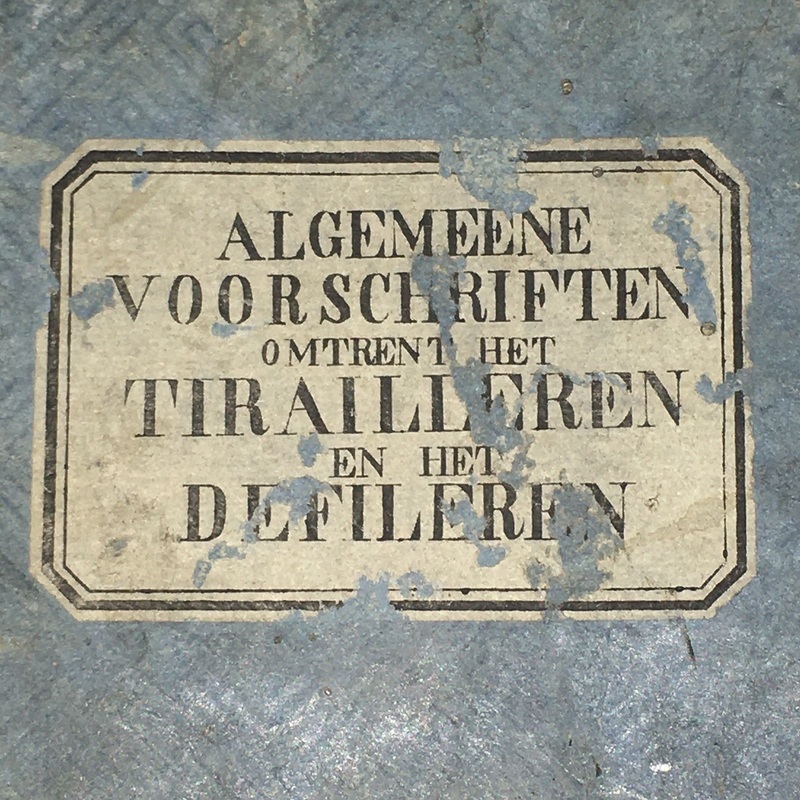 ALGEMEENE
VOORSCHRIFTEN
OMTRENT HET
TIRAILLEREN
EN HET
DEFILEREN